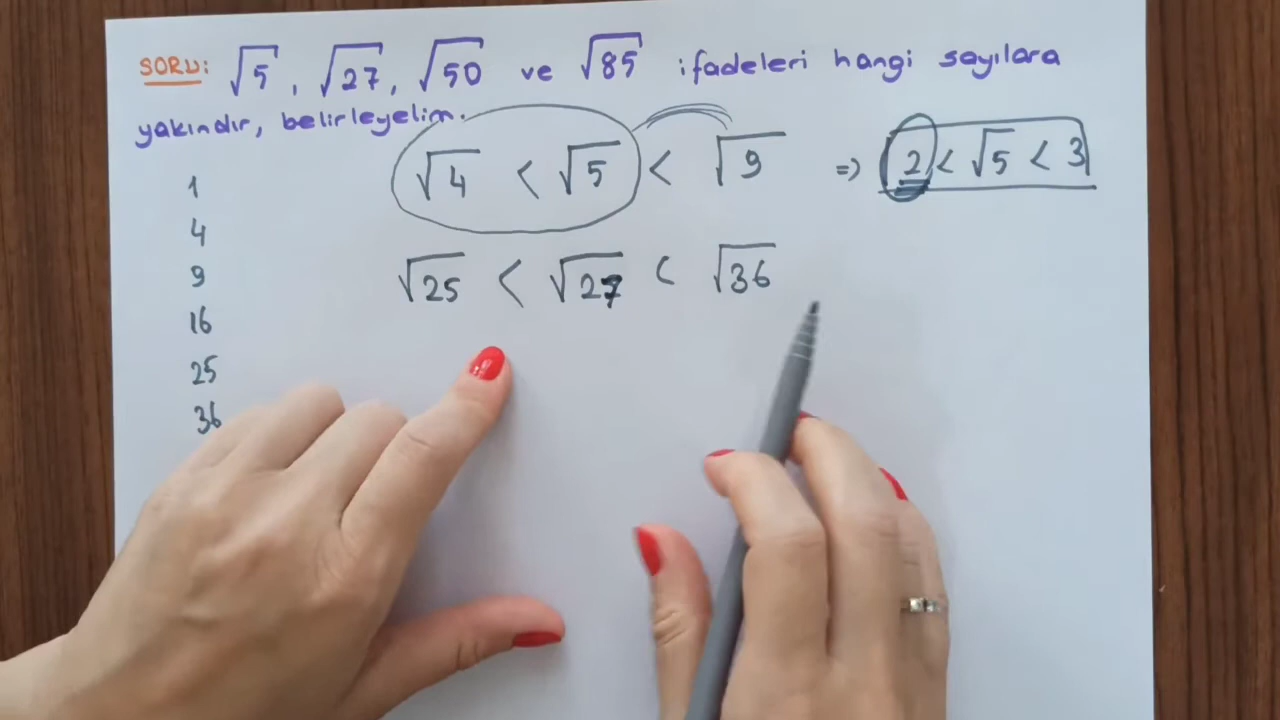 SORU: √5, √27, √50 ve √85 ifadeleri hangi sayılara
yakındır, belirleyelim.
√4 < √5 < √9 => 2 < √5 < 3
√25 < √27 < √36
1
4
9
16
25
36